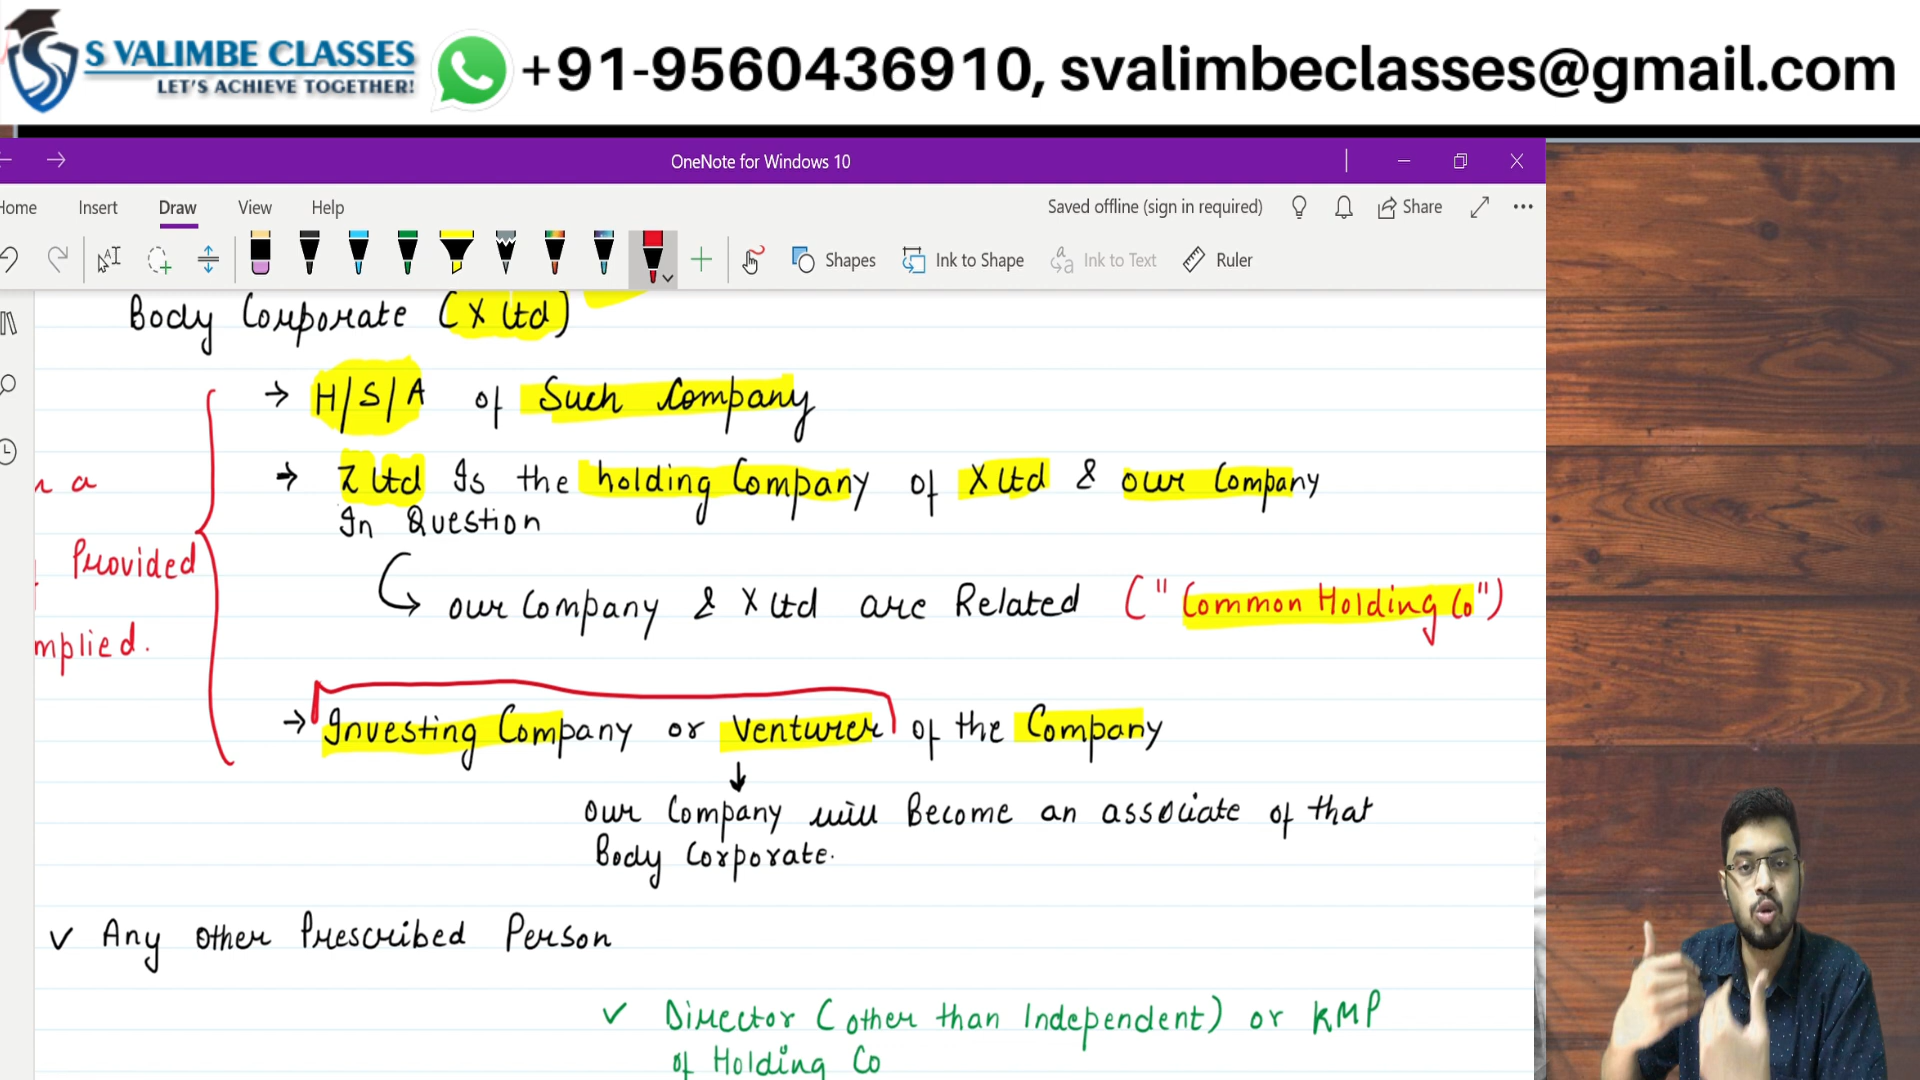 S VALIMBE CLASSES
LET'S ACHIEVE TOGETHER!
+91-9560436910, svalimbeclasses@gmail.com
OneNote for Windows 10
Home Insert Draw View Help
Saved offline (sign in required) Share
Shapes Ink to Shape Ink to Text Ruler
Body Corporate (X Ltd)
→ H/S/A of Such Company
→ Z Ltd Is the holding Company of X Ltd & our Company
In Question
a
Provided
our Company & X Ltd are Related ("Common Holding Co")
mplied.
→ Investing Company or Venturer of the Company
our Company will Become an associate of that
Body Corporate.
✓ Any other Prescribed Person
✓ Director (other than Independent) or KMP
of Holding Co